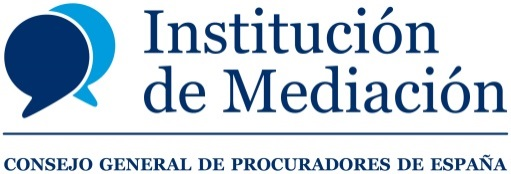 Institución
de Mediación
CONSEJO GENERAL DE PROCURADORES DE ESPAÑA